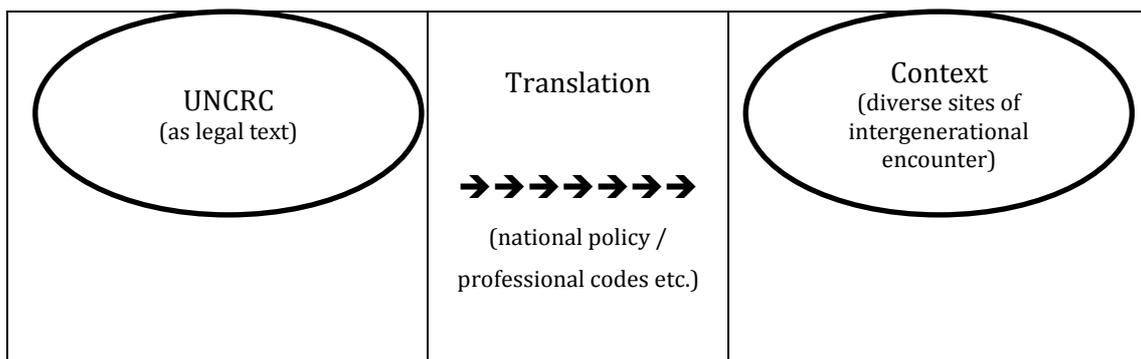 UNCRC
(as legal text)
Translation
➔➔➔➔➔➔➔
(national policy /
professional codes etc.)
Context
(diverse sites of
intergenerational
encounter)